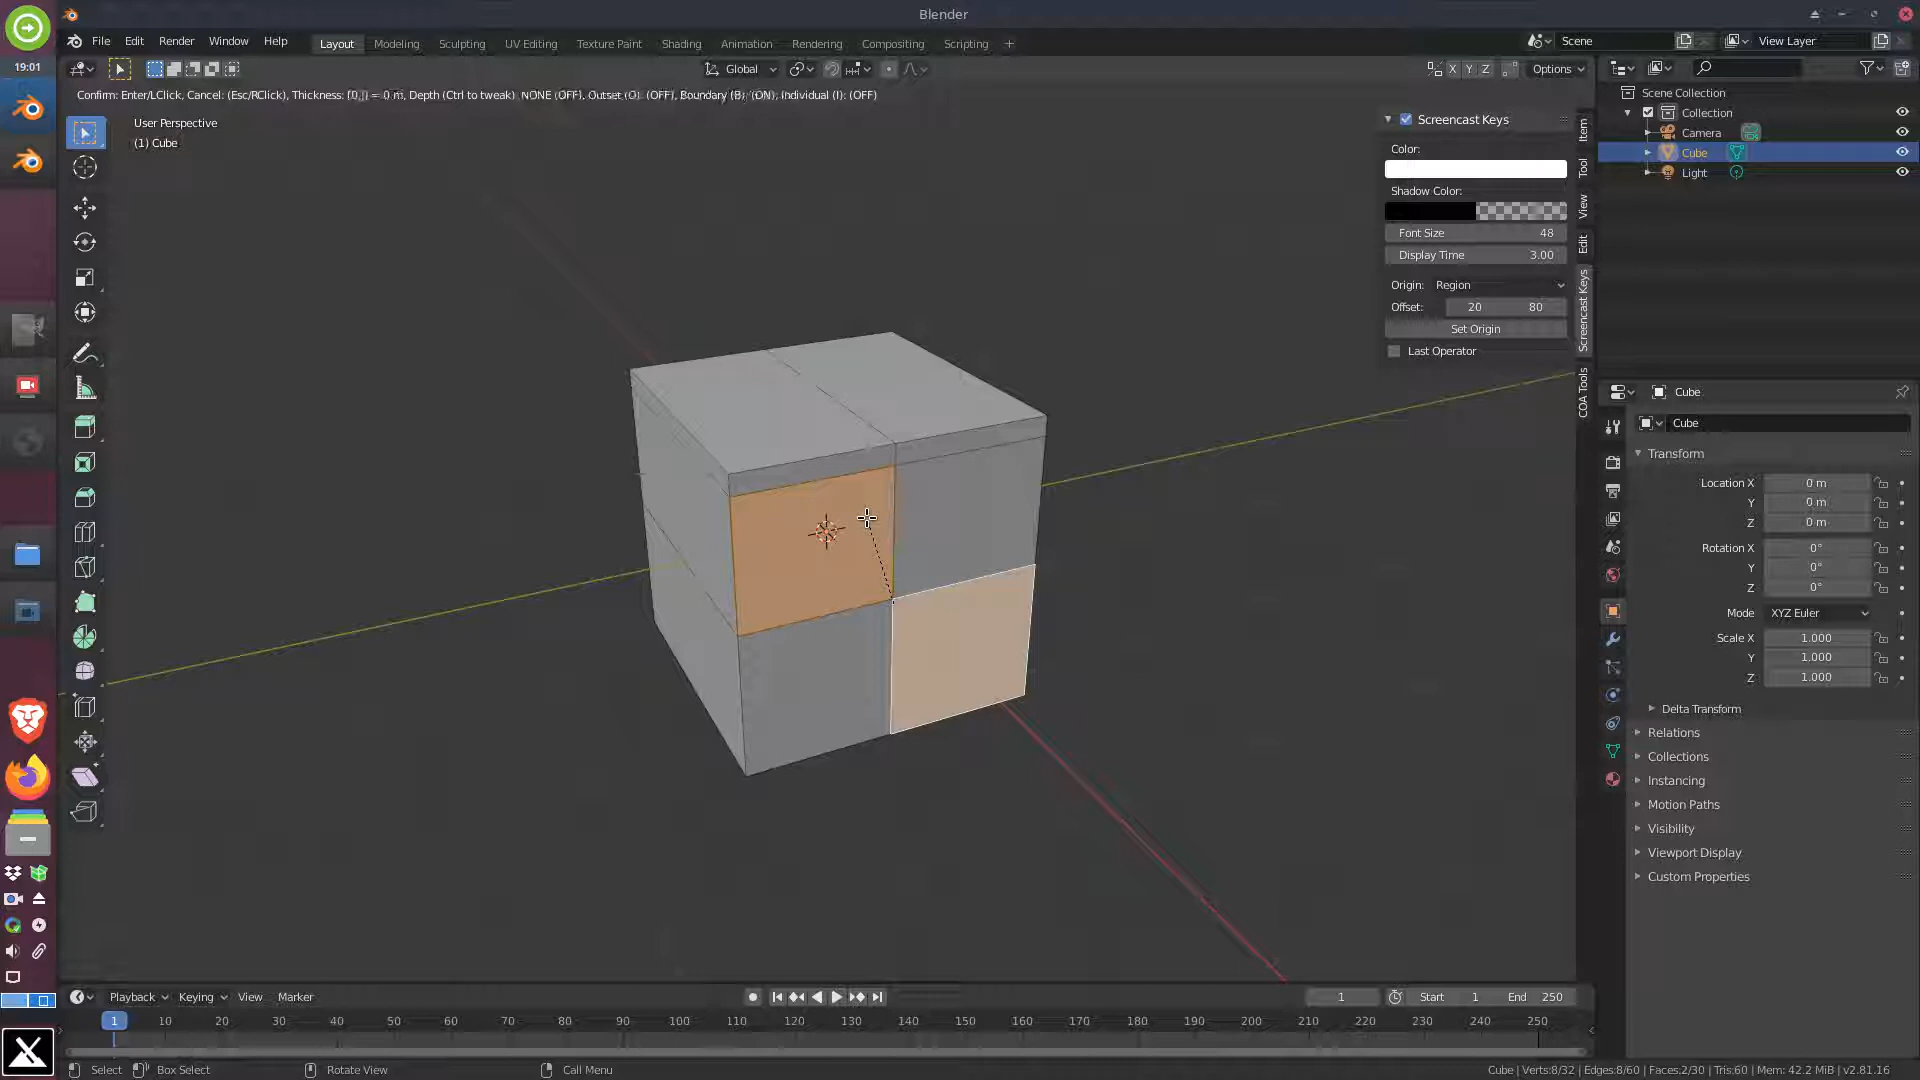 Blender
File Edit Render Window Help
Layout Modeling Sculpting UV Editing Texture Paint Shading Animation Rendering Compositing Scripting +
Scene
View Layer
19:01
Global
X Y Z
Options
Confirm: Enter/LClick, Cancel: (Esc/RClick), Thickness: [0,|] = 0 m, Depth (Ctrl to tweak) NONE (OFF), Outset (O): (OFF), Boundary (B): (ON), Individual (I): (OFF)
User Perspective
(1) Cube
Screencast Keys
Color:
Shadow Color:
Font Size 48
Display Time 3.00
Origin: Region
Offset: 20 80
Set Origin
Last Operator
Item
Tool
View
Edit
Screencast Keys
COA Tools
Scene Collection
Collection
Camera
Cube
Light
Cube
Cube
Transform
Location X 0 m
Y 0 m
Z 0 m
Rotation X 0°
Y 0°
Z 0°
Mode XYZ Euler
Scale X 1.000
Y 1.000
Z 1.000
Delta Transform
Relations
Collections
Instancing
Motion Paths
Visibility
Viewport Display
Custom Properties
Playback Keying View Marker
1
Start 1
End 250
1 10 20 30 40 50 60 70 80 90 100 110 120 130 140 150 160 170 180 190 200 210 220 230 240 250
Select Box Select Rotate View Call Menu
Cube | Verts:8/32 | Edges:8/60 | Faces:2/30 | Tris:60 | Mem: 42.2 MiB | v2.81.16